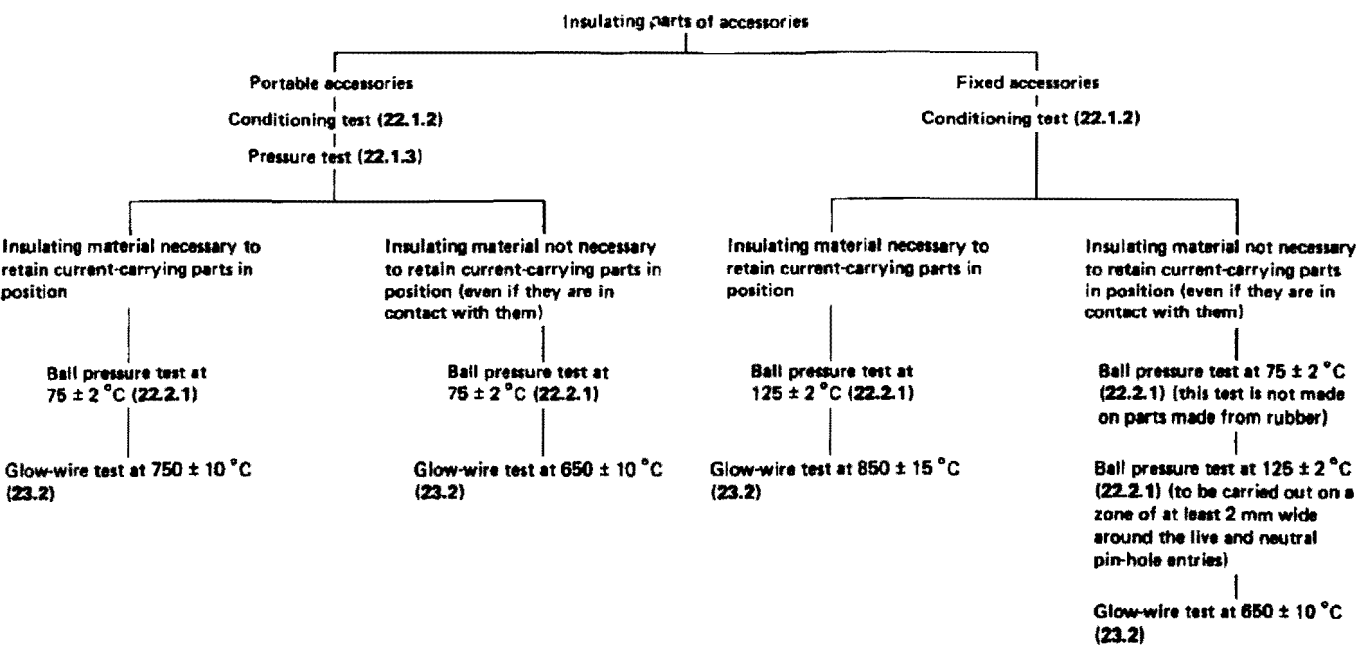 Insulating parts of accessories
Portable accessories
Conditioning test (22.1.2)
Pressure test (22.1.3)
Insulating material necessary to
retain current-carrying parts in
position
Ball pressure test at
75 ± 2 °C (22.2.1)
Glow-wire test at 750 ± 10 °C
(23.2)
Insulating material not necessary
to retain current-carrying parts in
position (even if they are in
contact with them)
Ball pressure test at
75 ± 2 °C (22.2.1)
Glow-wire test at 650 ± 10 °C
(23.2)
Fixed accessories
Conditioning test (22.1.2)
Insulating material necessary to
retain current-carrying parts in
position
Ball pressure test at
125 ± 2 °C (22.2.1)
Glow-wire test at 850 ± 15 °C
(23.2)
Insulating material not necessary
to retain current-carrying parts
in position (even if they are in
contact with them)
Ball pressure test at 75 ± 2 °C
(22.2.1) (this test is not made
on parts made from rubber)
Ball pressure test at 125 ± 2 °C
(22.2.1) (to be carried out on a
zone of at least 2 mm wide
around the live and neutral
pin-hole entries)
Glow-wire test at 650 ± 10 °C
(23.2)